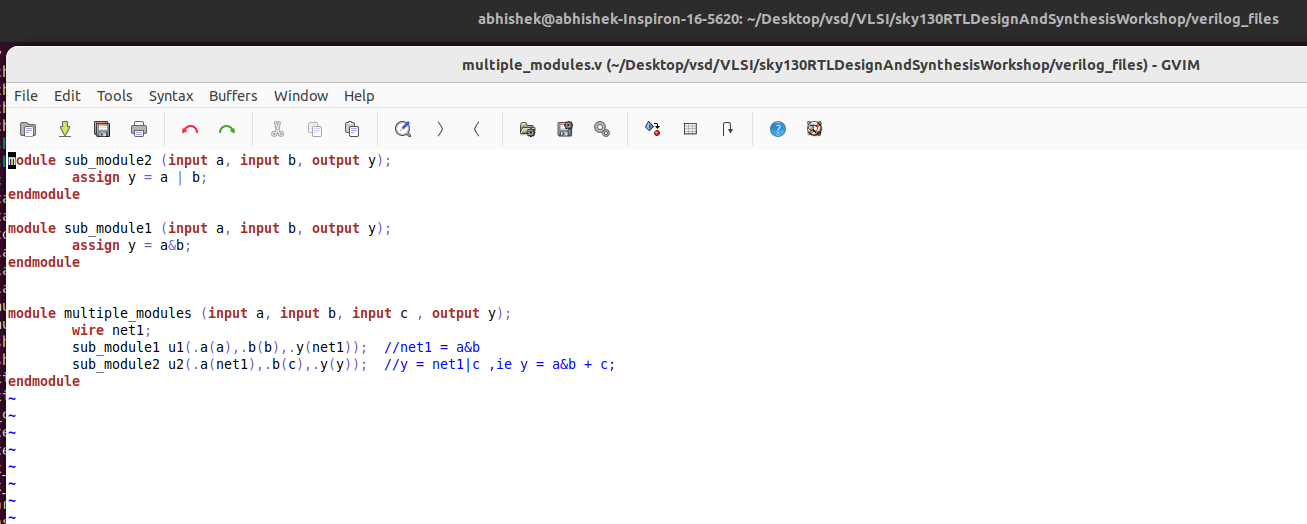 abhishek@abhishek-Inspiron-16-5620: ~/Desktop/vsd/VLSI/sky130RTLDesignAndSynthesisWorkshop/verilog_files
multiple_modules.v (~/Desktop/vsd/VLSI/sky130RTLDesignAndSynthesisWorkshop/verilog_files) - GVIM
File Edit Tools Syntax Buffers Window Help
module sub_module2 (input a, input b, output y);
        assign y = a | b;
endmodule
module sub_module1 (input a, input b, output y);
        assign y = a&b;
endmodule
module multiple_modules (input a, input b, input c , output y);
        wire net1;
        sub_module1 u1(.a(a),.b(b),.y(net1));  //net1 = a&b
        sub_module2 u2(.a(net1),.b(c),.y(y));  //y = net1|c ,ie y = a&b + c;
endmodule
~
~
~
~
~
~
~
~